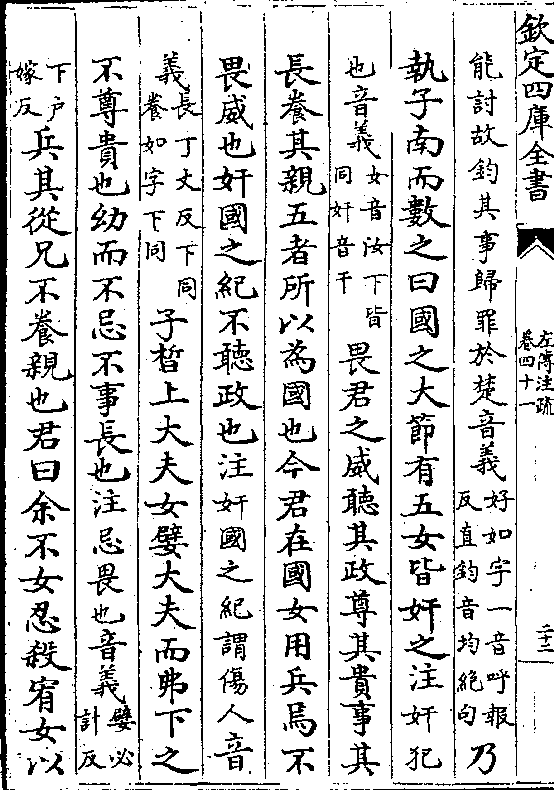 欽定四庫全書
左傳注疏
卷四十一
二十二
能討故鈞其事歸罪於楚音義好如字一音呼報
反直鈞音均絶句乃
執子南而數之曰國之大節有五女皆奸之注奸犯
也音義女音汝下皆
同奸音干畏君之威聽其政尊其貴事其
長養其親五者所以為國也今君在國女用兵焉不
畏威也奸國之紀不聽政也注奸國之紀謂傷人音
義長丁丈反下同
養如字下同子晳上大夫女嬖大夫而弗下之
不尊貴也幼而不忌不事長也注忌畏也音義嬖必
計反
下戸
嫁反兵其從兄不養親也君曰余不女忍殺宥女以